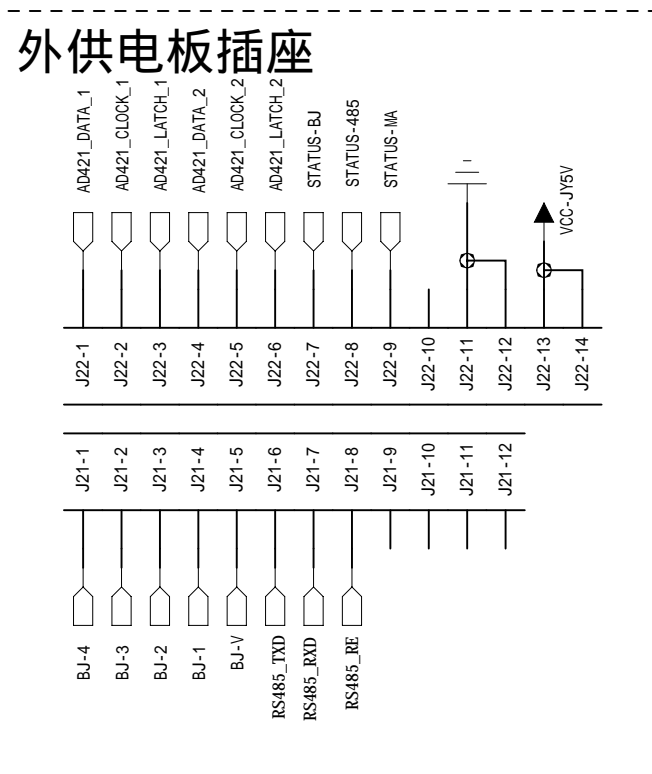 外供电板插座
AD421_DATA_1
AD421_CLOCK_1
AD421_LATCH_1
AD421_DATA_2
AD421_CLOCK_2
AD421_LATCH_2
STATUS-BJ
STATUS-485
STATUS-MA
VCC-JY5V
J22-1
J22-2
J22-3
J22-4
J22-5
J22-6
J22-7
J22-8
J22-9
J22-10
J22-11
J22-12
J22-13
J22-14
J21-1
J21-2
J21-3
J21-4
J21-5
J21-6
J21-7
J21-8
J21-9
J21-10
J21-11
J21-12
BJ-4
BJ-3
BJ-2
BJ-1
BJ-V
RS485_TXD
RS485_RXD
RS485_RE